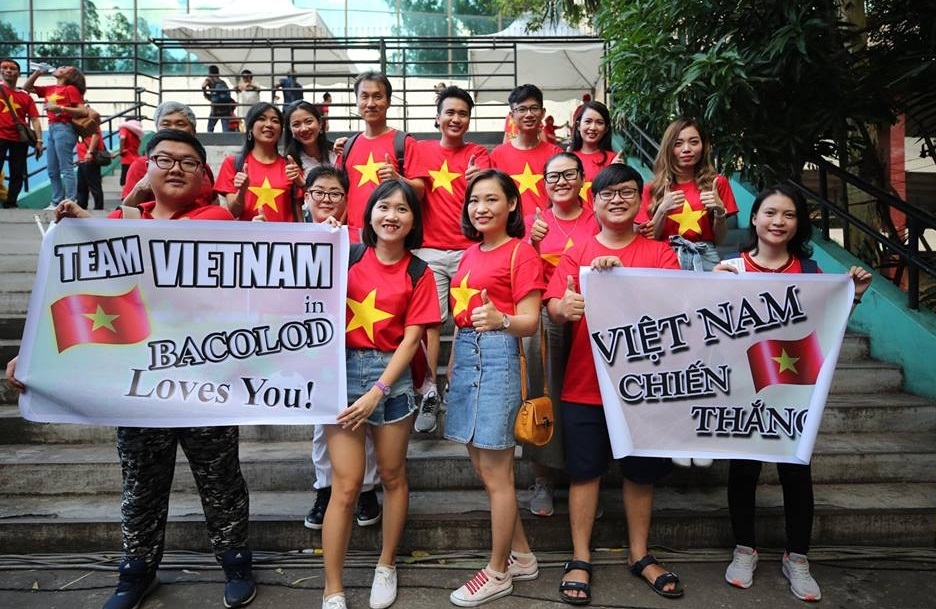 TEAM VIETNAM
in
BACOLOD
Loves You!
VIỆT NAM
CHIẾN
THẮNG